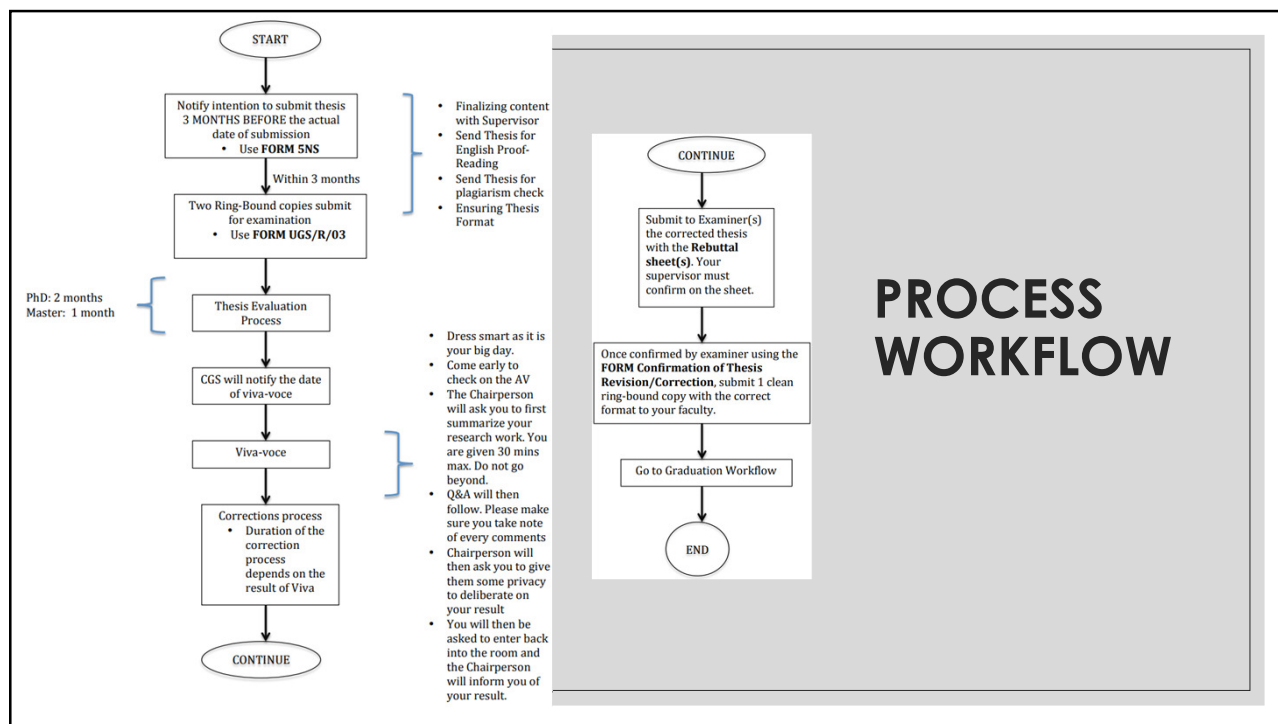 START
Notify intention to submit thesis
3 MONTHS BEFORE the actual
date of submission
• Use FORM 5NS
Within 3 months
Two Ring-Bound copies submit
for examination
• Use FORM UGS/R/03
• Finalizing content
with Supervisor
• Send Thesis for
English Proof-
Reading
• Send Thesis for
plagiarism check
• Ensuring Thesis
Format
PhD: 2 months
Master: 1 month
Thesis Evaluation
Process
CGS will notify the date
of viva-voce
Viva-voce
• Dress smart as it is
your big day.
• Come early to
check on the AV
• The Chairperson
will ask you to first
summarize your
research work. You
are given 30 mins
max. Do not go
beyond.
• Q&A will then
follow. Please make
sure you take note
of every comments
• Chairperson will
then ask you to give
them some privacy
to deliberate on
your result
• You will then be
asked to enter back
into the room and
the Chairperson
will inform you of
your result.
Corrections process
• Duration of the
correction
process
depends on the
result of Viva
CONTINUE
CONTINUE
Submit to Examiner(s)
the corrected thesis
with the Rebuttal
sheet(s). Your
supervisor must
confirm on the sheet.
Once confirmed by examiner using the
FORM Confirmation of Thesis
Revision/Correction, submit 1 clean
ring-bound copy with the correct
format to your faculty.
Go to Graduation Workflow
END
PROCESS
WORKFLOW